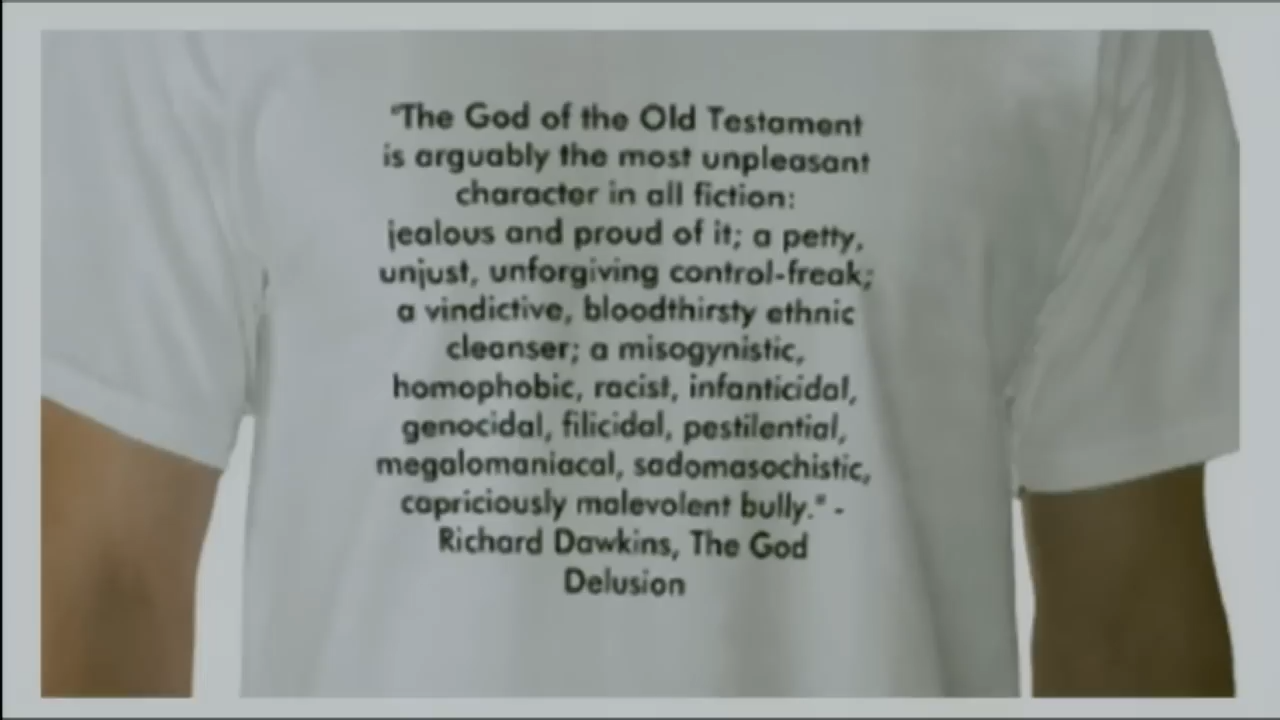 "The God of the Old Testament
is arguably the most unpleasant
character in all fiction:
jealous and proud of it; a petty,
unjust, unforgiving control-freak;
a vindictive, bloodthirsty ethnic
cleanser; a misogynistic,
homophobic, racist, infanticidal,
genocidal, filicidal, pestilential,
megalomaniacal, sadomasochistic,
capriciously malevolent bully." -
Richard Dawkins, The God
Delusion